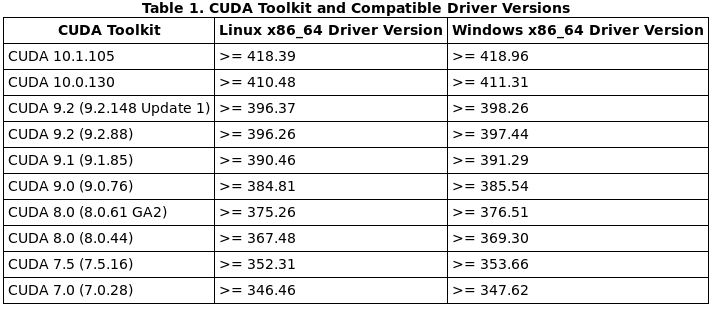 Table 1. CUDA Toolkit and Compatible Driver Versions
CUDA Toolkit Linux x86_64 Driver Version Windows x86_64 Driver Version
CUDA 10.1.105 >= 418.39 >= 418.96
CUDA 10.0.130 >= 410.48 >= 411.31
CUDA 9.2 (9.2.148 Update 1) >= 396.37 >= 398.26
CUDA 9.2 (9.2.88) >= 396.26 >= 397.44
CUDA 9.1 (9.1.85) >= 390.46 >= 391.29
CUDA 9.0 (9.0.76) >= 384.81 >= 385.54
CUDA 8.0 (8.0.61 GA2) >= 375.26 >= 376.51
CUDA 8.0 (8.0.44) >= 367.48 >= 369.30
CUDA 7.5 (7.5.16) >= 352.31 >= 353.66
CUDA 7.0 (7.0.28) >= 346.46 >= 347.62